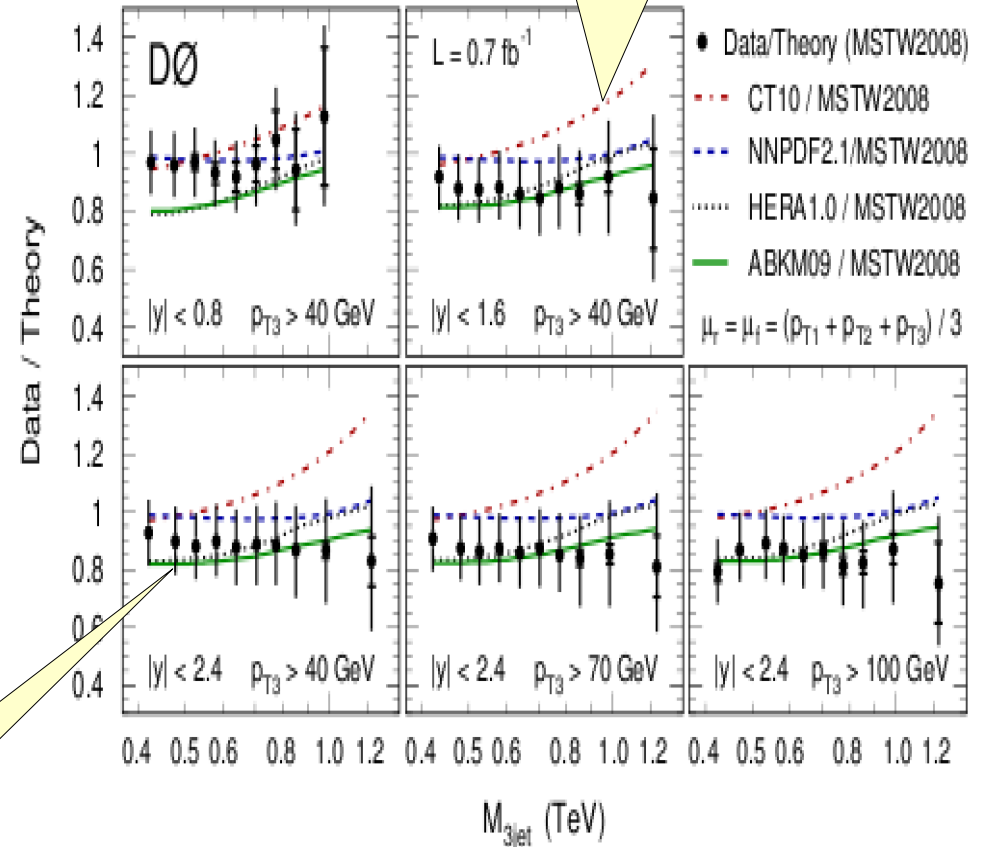 DØ
L = 0.7 fb⁻¹
Data/Theory (MSTW2008)
CT10 / MSTW2008
NNPDF2.1/MSTW2008
HERA1.0 / MSTW2008
ABKM09 / MSTW2008
μr = μf = (pT1 + pT2 + pT3) / 3
Data / Theory
1.4
1.2
1
0.8
0.6
0.4
|y| < 0.8 pT3 > 40 GeV
|y| < 1.6 pT3 > 40 GeV
1.4
1.2
1
0.8
0.6
0.4
|y| < 2.4 pT3 > 40 GeV
|y| < 2.4 pT3 > 70 GeV
|y| < 2.4 pT3 > 100 GeV
0.4 0.5 0.6 0.8 1.0 1.2
0.4 0.5 0.6 0.8 1.0 1.2
0.4 0.5 0.6 0.8 1.0 1.2
M3jet (TeV)